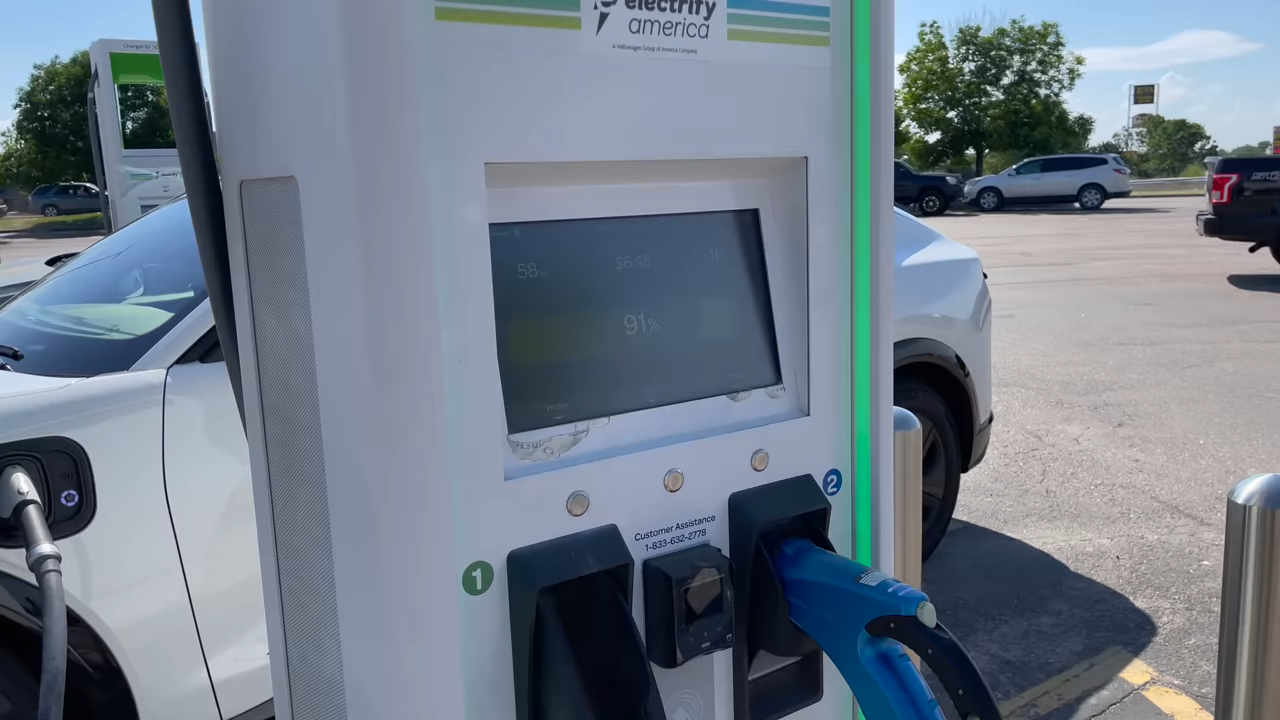 electrify
america
A Volkswagen Group of America Company
58
$6.45
91%
Customer Assistance
1-833-632-2778
1
2